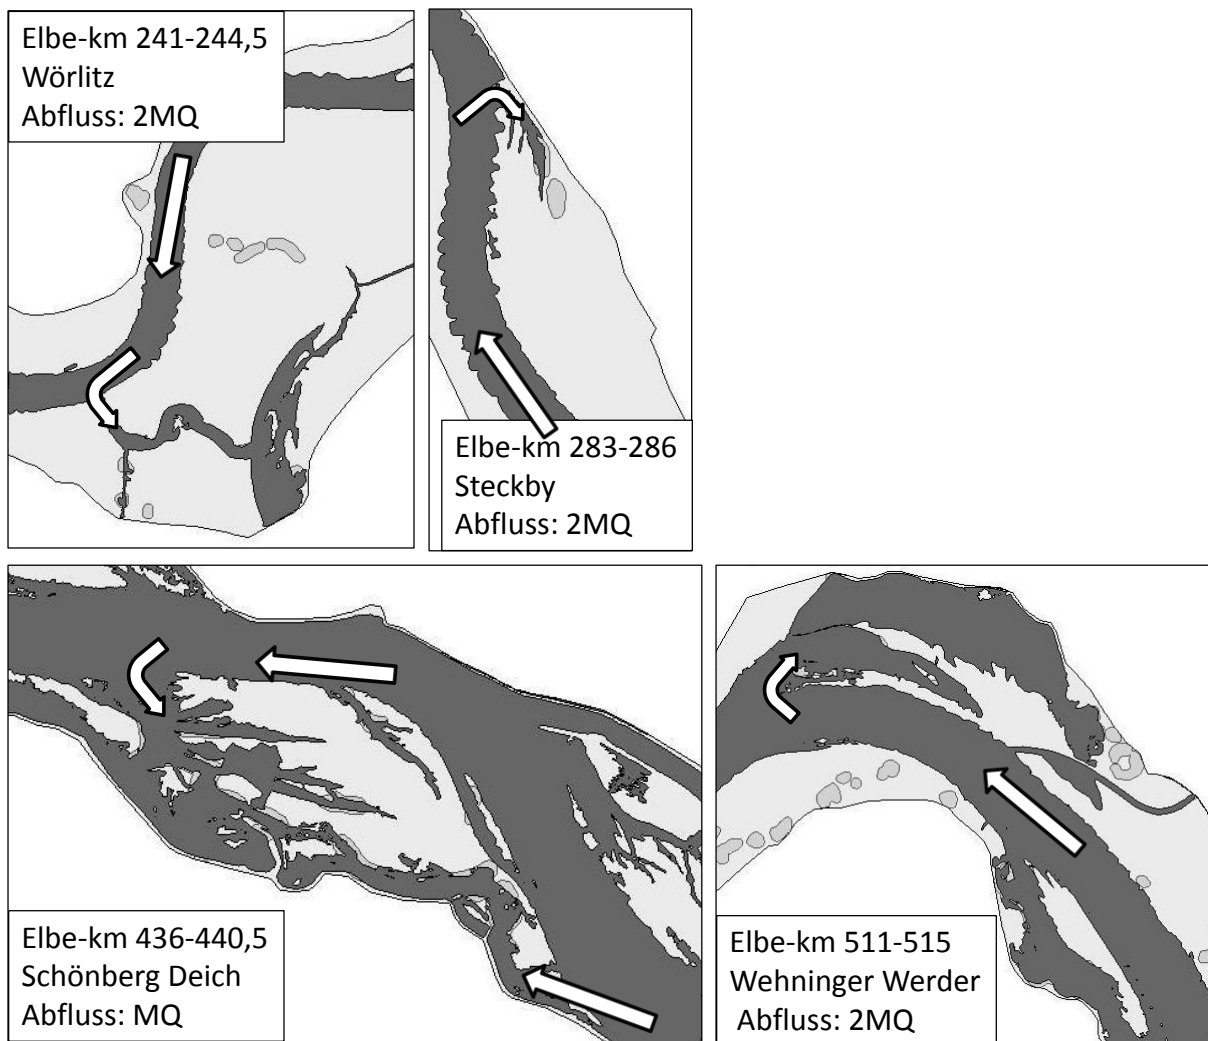 Elbe-km 241-244,5
Wörlitz
Abfluss: 2MQ
Elbe-km 283-286
Steckby
Abfluss: 2MQ
Elbe-km 436-440,5
Schönberg Deich
Abfluss: MQ
Elbe-km 511-515
Wehninger Werder
Abfluss: 2MQ